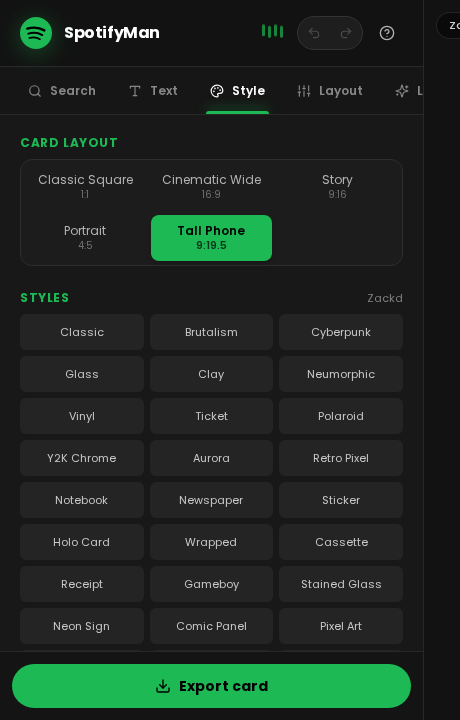 SpotifyMan
Search Text Style Layout L
CARD LAYOUT
Classic Square Cinematic Wide Story
1:1 16:9 9:16
Portrait Tall Phone
4:5 9:19.5
STYLES Zackd
Classic Brutalism Cyberpunk
Glass Clay Neumorphic
Vinyl Ticket Polaroid
Y2K Chrome Aurora Retro Pixel
Notebook Newspaper Sticker
Holo Card Wrapped Cassette
Receipt Gameboy Stained Glass
Neon Sign Comic Panel Pixel Art
Export card